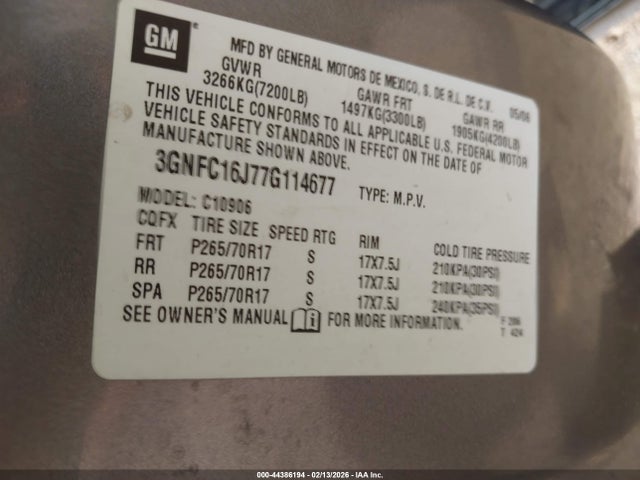 GM
MFD BY GENERAL MOTORS DE MEXICO, S. DE R.L. DE C.V. 05/06
GVWR GAWR FRT GAWR RR
3266KG(7200LB) 1497KG(3300LB) 1905KG(4200LB)
THIS VEHICLE CONFORMS TO ALL APPLICABLE U.S. FEDERAL MOTOR
VEHICLE SAFETY STANDARDS IN EFFECT ON THE DATE OF
MANUFACTURE SHOWN ABOVE.
3GNFC16J77G114677 TYPE: M.P.V.
MODEL: C10906
CQFX TIRE SIZE SPEED RTG RIM COLD TIRE PRESSURE
FRT P265/70R17 S 17X7.5J 210KPA(30PSI)
RR P265/70R17 S 17X7.5J 210KPA(30PSI)
SPA P265/70R17 S 17X7.5J 240KPA(35PSI)
SEE OWNER'S MANUAL i FOR MORE INFORMATION.
T 424
000-44386194 - 02/13/2026 - IAA Inc.